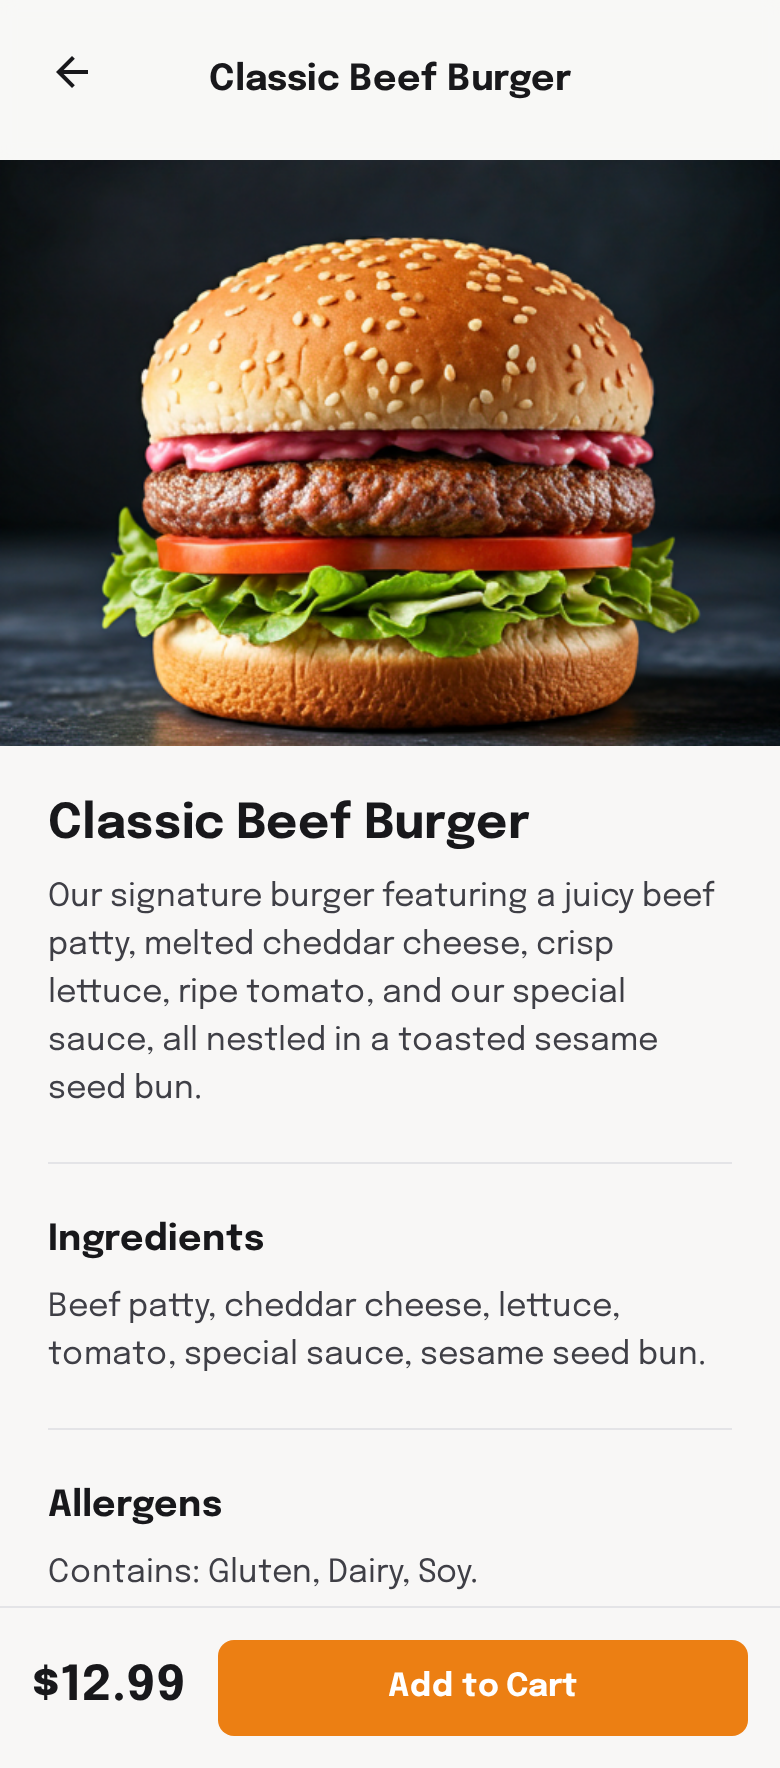 Classic Beef Burger
Classic Beef Burger
Our signature burger featuring a juicy beef
patty, melted cheddar cheese, crisp
lettuce, ripe tomato, and our special
sauce, all nestled in a toasted sesame
seed bun.
Ingredients
Beef patty, cheddar cheese, lettuce,
tomato, special sauce, sesame seed bun.
Allergens
Contains: Gluten, Dairy, Soy.
$12.99
Add to Cart